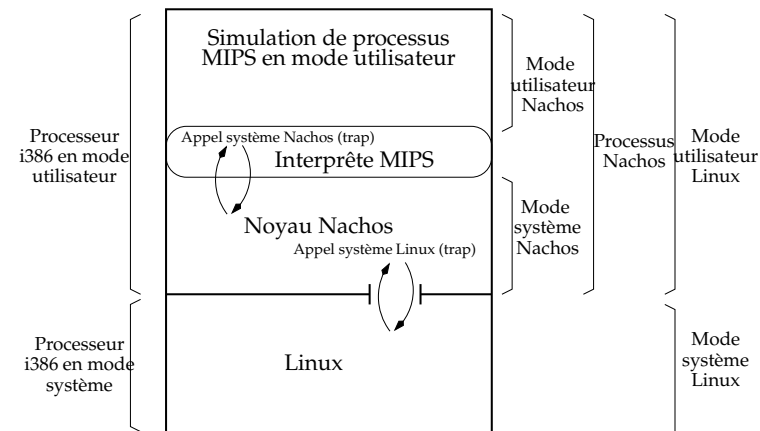 Simulation de processus
MIPS en mode utilisateur
Mode
utilisateur
Nachos
Processeur
i386 en mode
utilisateur
Appel système Nachos (trap)
Interprête MIPS
Processus
Nachos
Mode
utilisateur
Linux
Noyau Nachos
Appel système Linux (trap)
Mode
système
Nachos
Processeur
i386 en mode
système
Linux
Mode
système
Linux